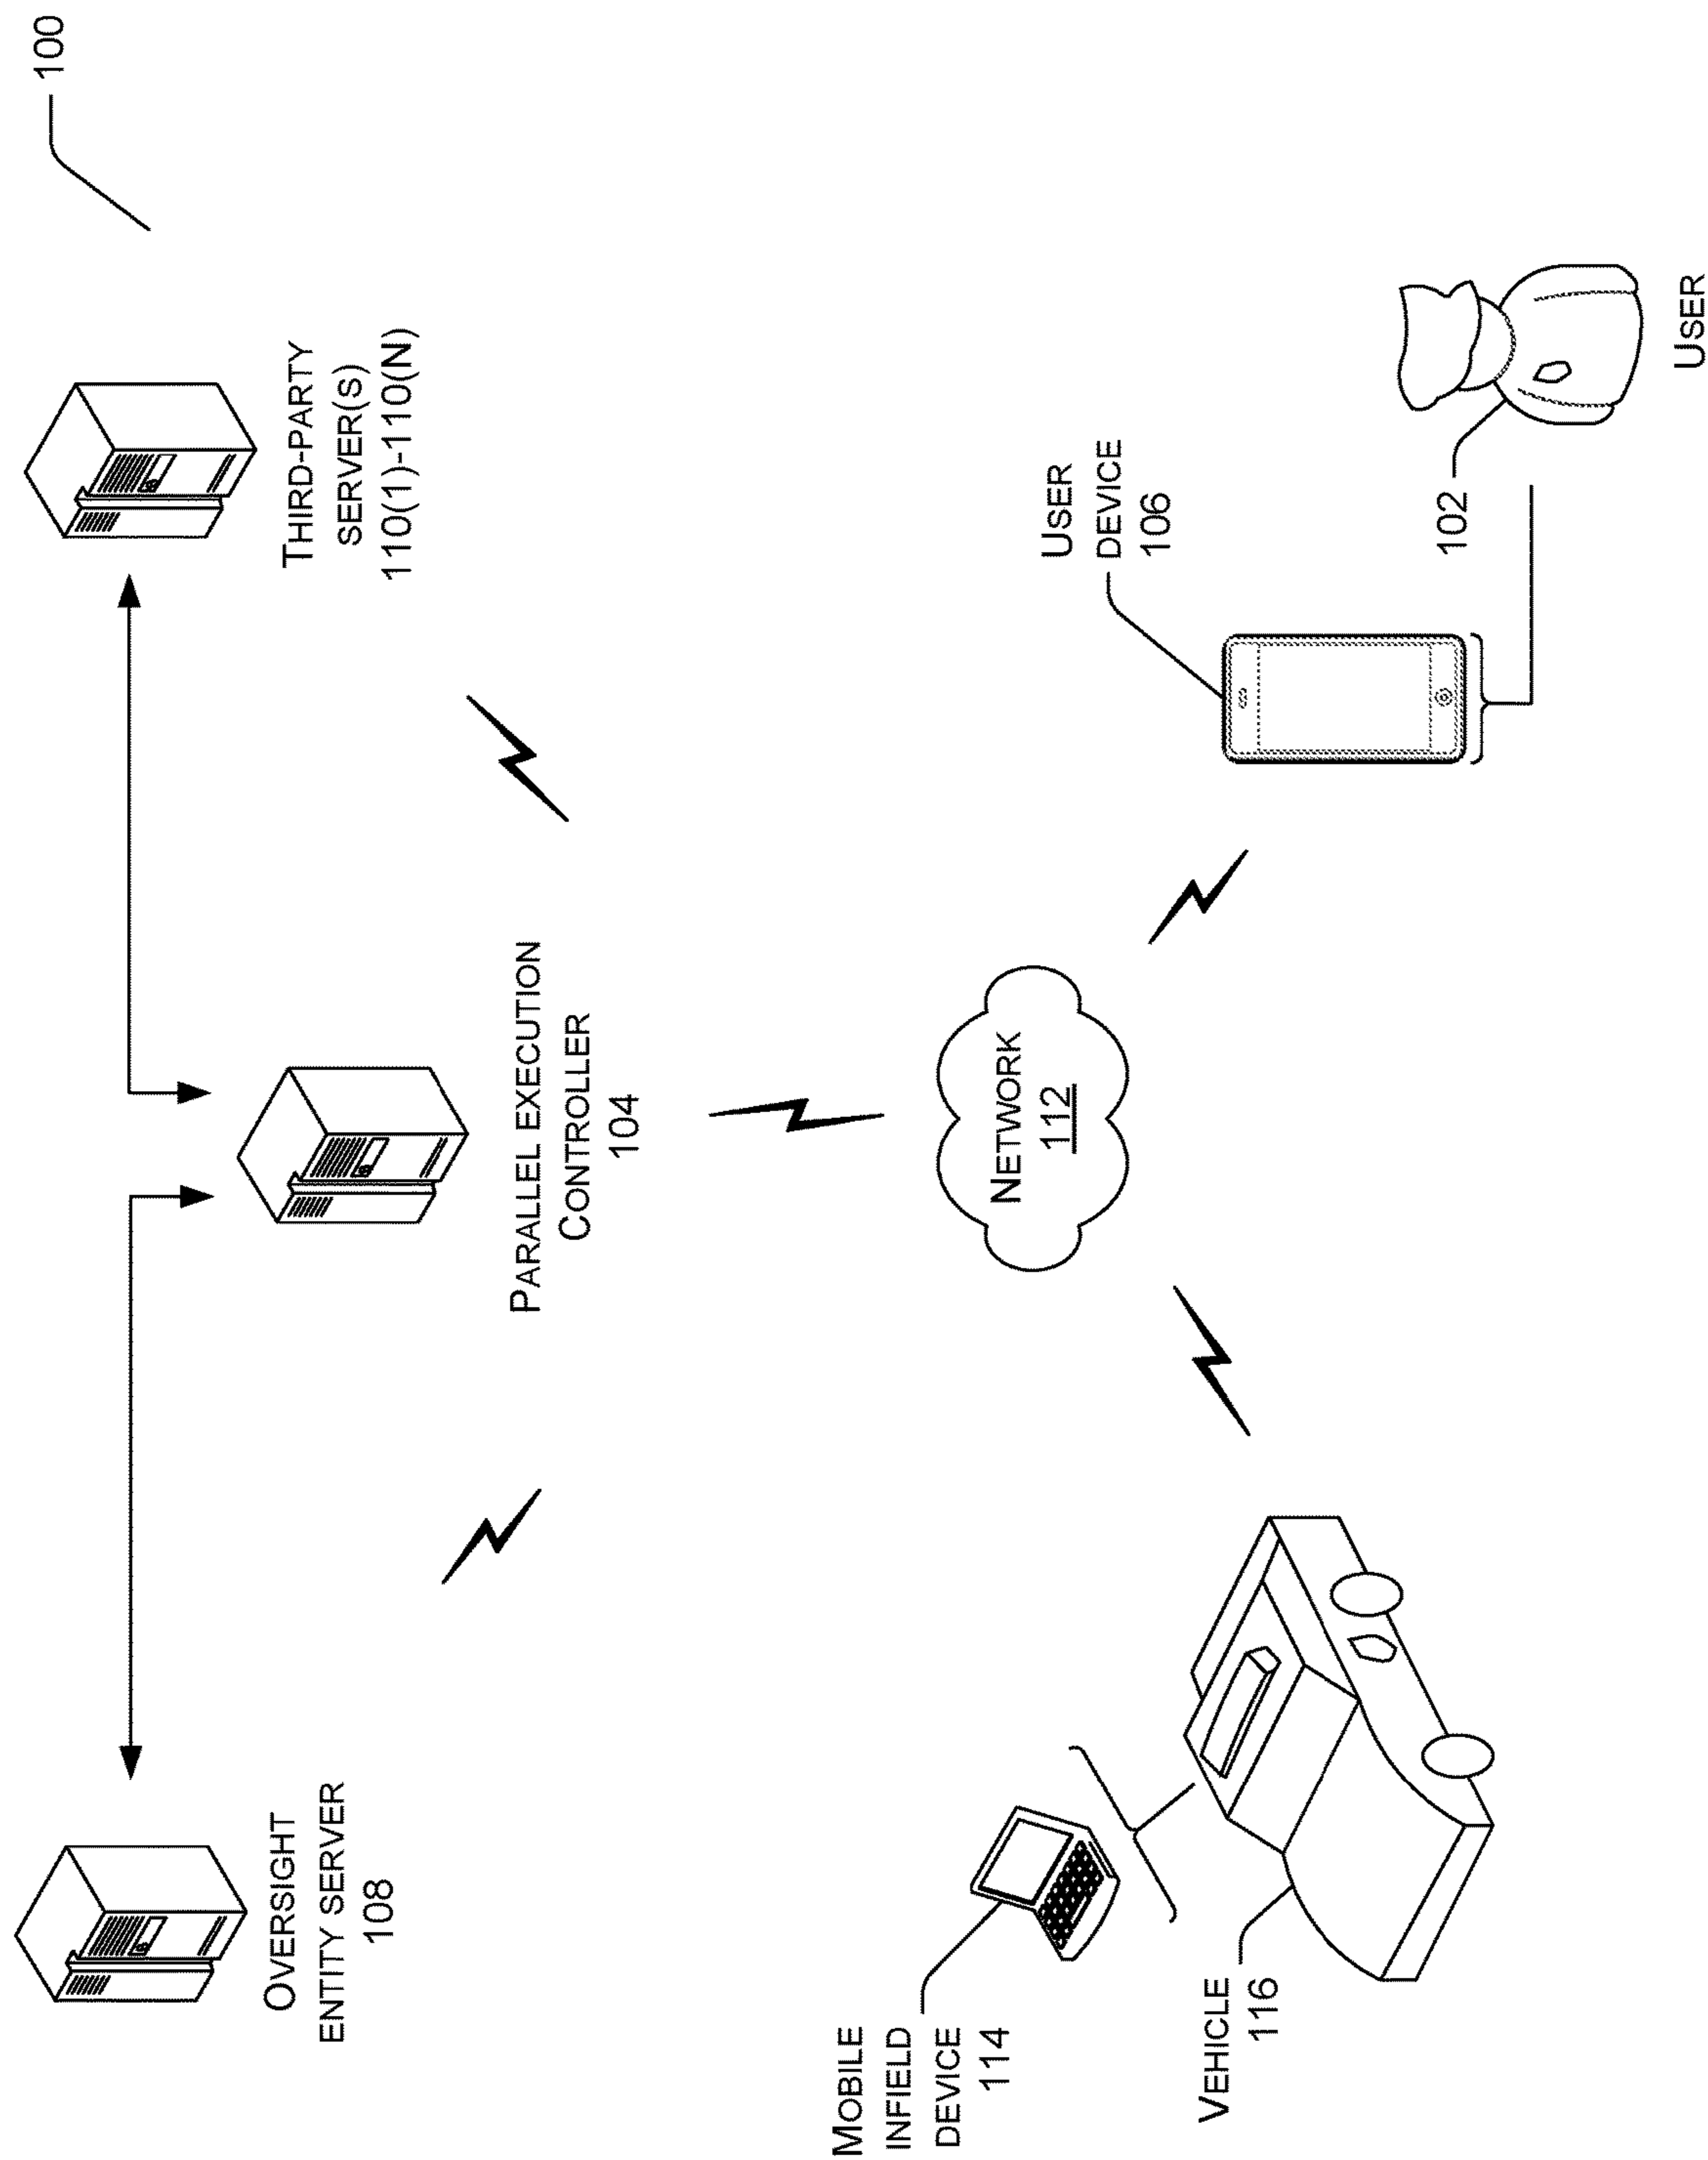 100
OVERSIGHT
ENTITY SERVER
108
PARALLEL EXECUTION
CONTROLLER
104
THIRD-PARTY
SERVER(S)
110(1)-110(N)
MOBILE
INFIELD
DEVICE
114
NETWORK
112
USER
DEVICE
106
VEHICLE
116
102
USER